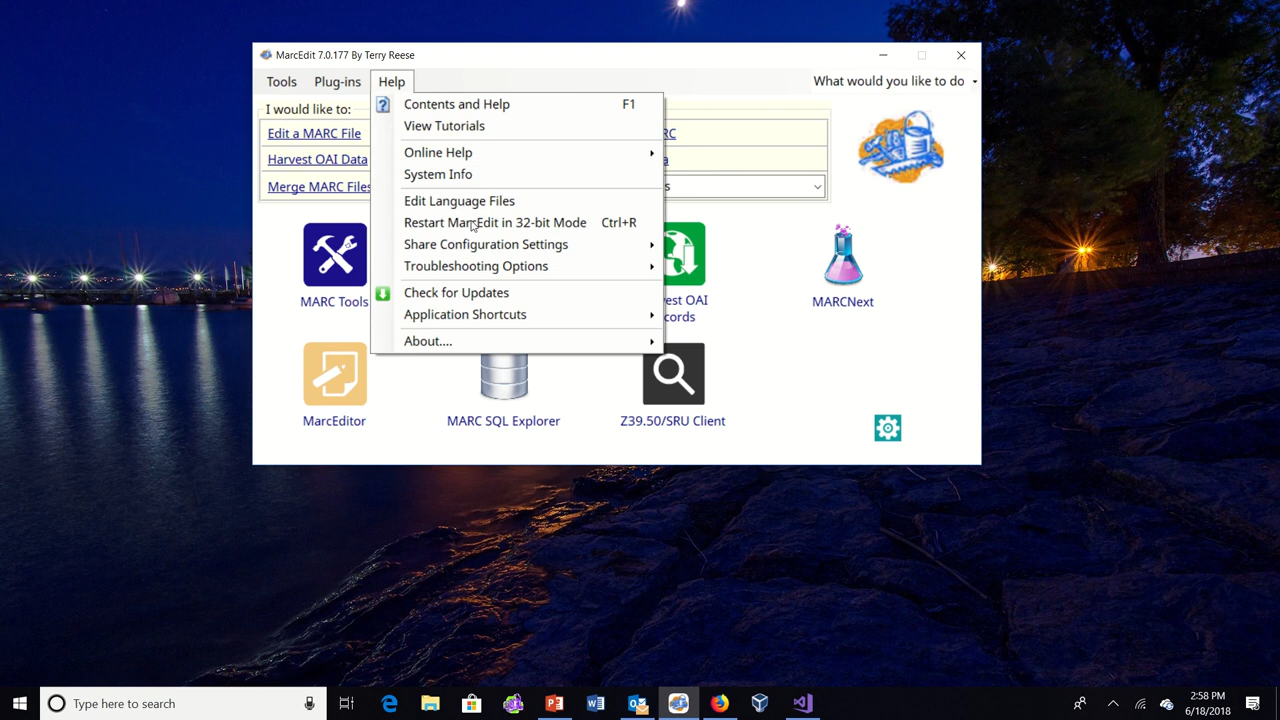 MarcEdit 7.0.177 By Terry Reese
Tools Plug-ins Help What would you like to do
I would like to:
Edit a MARC File
Harvest OAI Data
Merge MARC Files
Contents and Help F1
View Tutorials
Online Help
System Info
Edit Language Files
Restart MarcEdit in 32-bit Mode Ctrl+R
Share Configuration Settings
Troubleshooting Options
Check for Updates
Application Shortcuts
About....
RC
a
s
MARC Tools
est OAI
cords
MARCNext
MarcEditor
MARC SQL Explorer
Z39.50/SRU Client
Type here to search
2:58 PM
6/18/2018